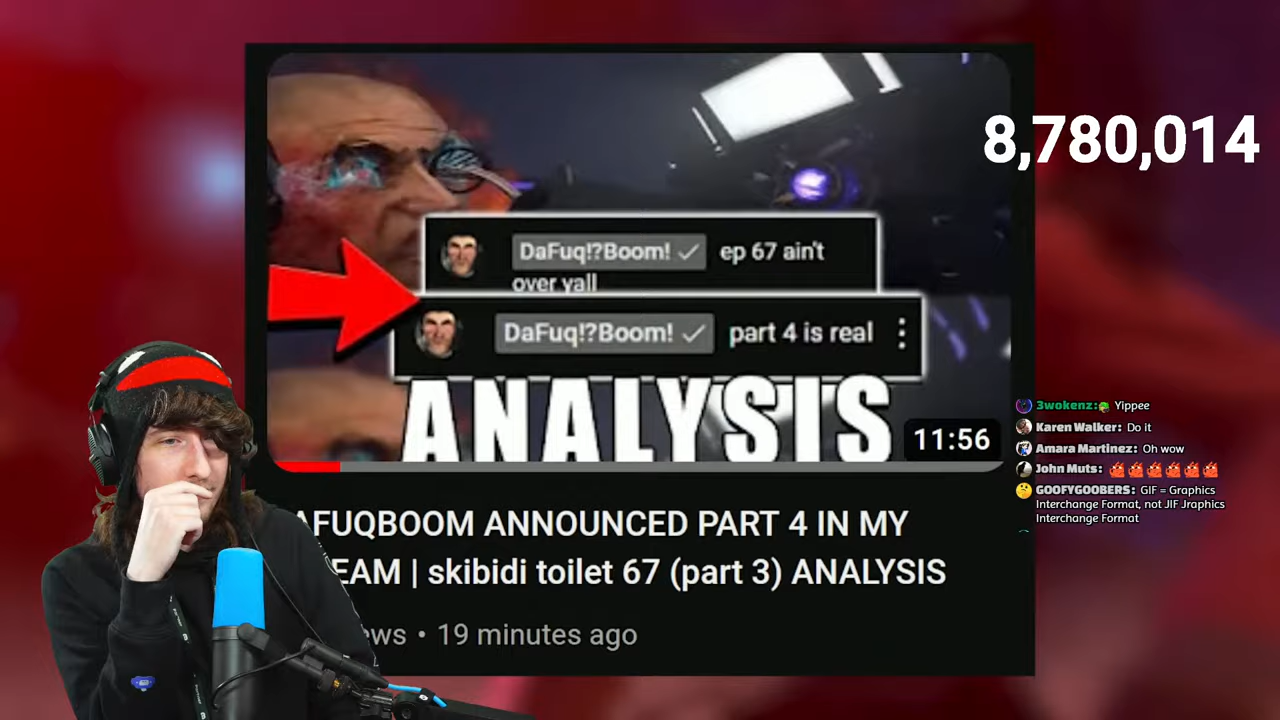 8,780,014
DaFuq!?Boom! ✓ ep 67 ain't
over yall
DaFuq!?Boom! ✓ part 4 is real
ANALYSIS
11:56
AFUQBOOM ANNOUNCED PART 4 IN MY
EAM | skibidi toilet 67 (part 3) ANALYSIS
ews • 19 minutes ago
3wokenz: Yippee
Karen Walker: Do it
Amara Martinez: Oh wow
John Muts:
GOOFYGOOBERS: GIF = Graphics
Interchange Format, not JIF Jraphics
Interchange Format